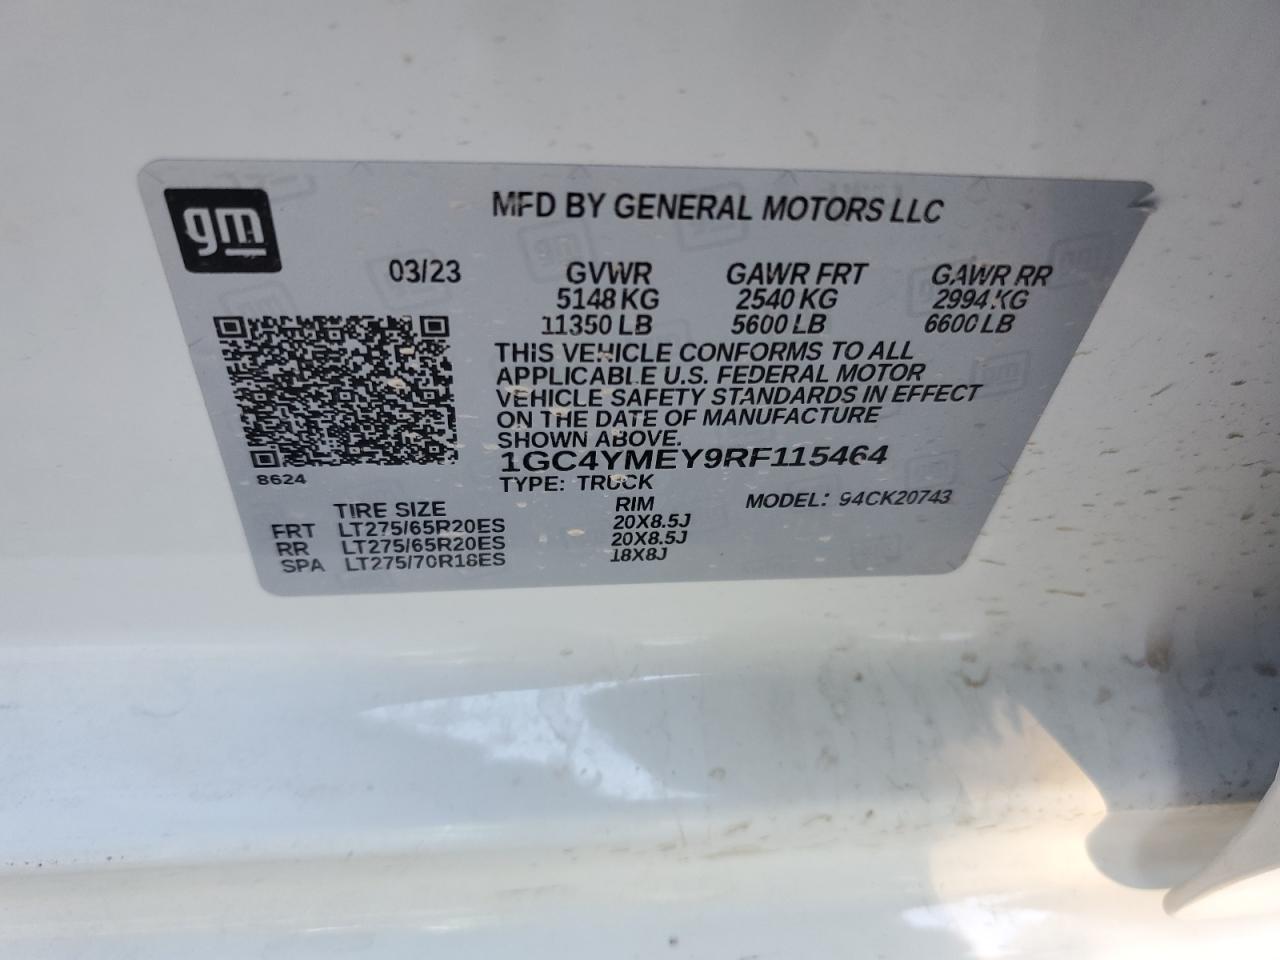 gm
MFD BY GENERAL MOTORS LLC
03/23 GVWR GAWR FRT GAWR RR
5148 KG 2540 KG 2994 KG
11350 LB 5600 LB 6600 LB
THIS VEHICLE CONFORMS TO ALL
APPLICABLE U.S. FEDERAL MOTOR
VEHICLE SAFETY STANDARDS IN EFFECT
ON THE DATE OF MANUFACTURE
SHOWN ABOVE.
1GC4YMEY9RF115464
8624
TYPE: TRUCK
MODEL: 94CK20743
TIRE SIZE RIM
FRT LT275/65R20ES 20X8.5J
RR LT275/65R20ES 20X8.5J
SPA LT275/70R18ES 18X8J